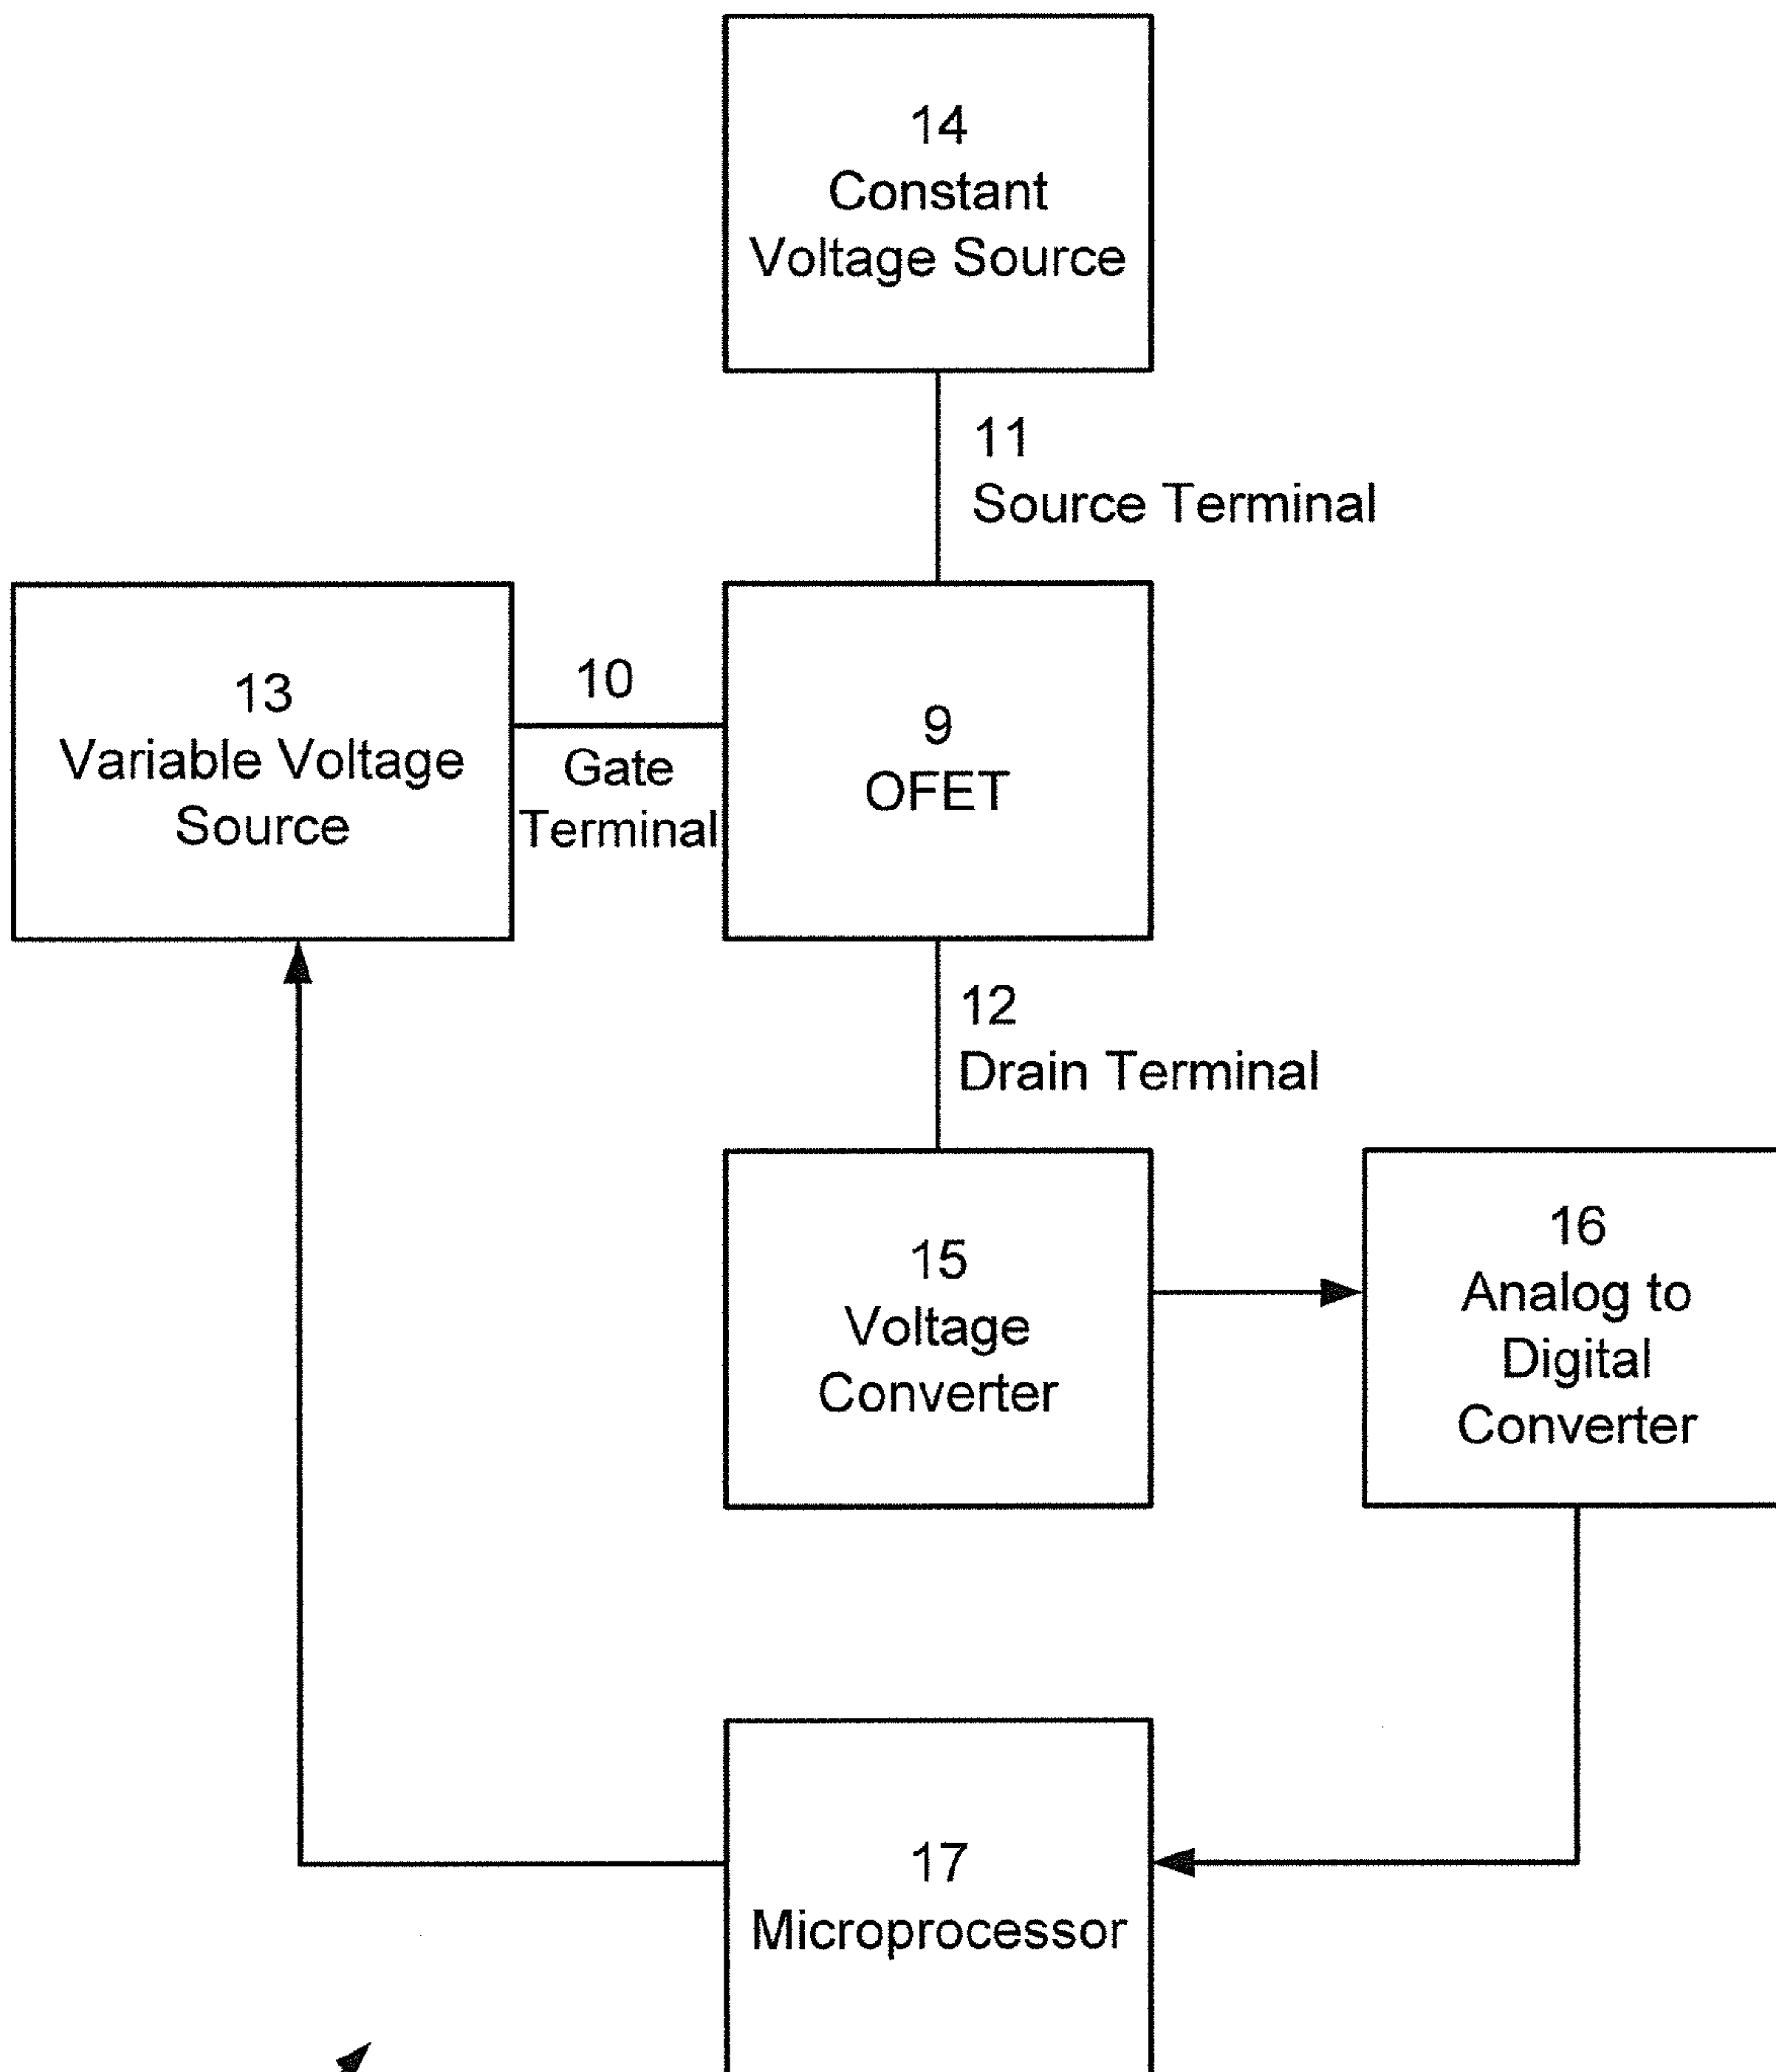 14
Constant
Voltage Source
11
Source Terminal
13
Variable Voltage
Source
10
Gate
Terminal
9
OFET
12
Drain Terminal
15
Voltage
Converter
16
Analog to
Digital
Converter
17
Microprocessor